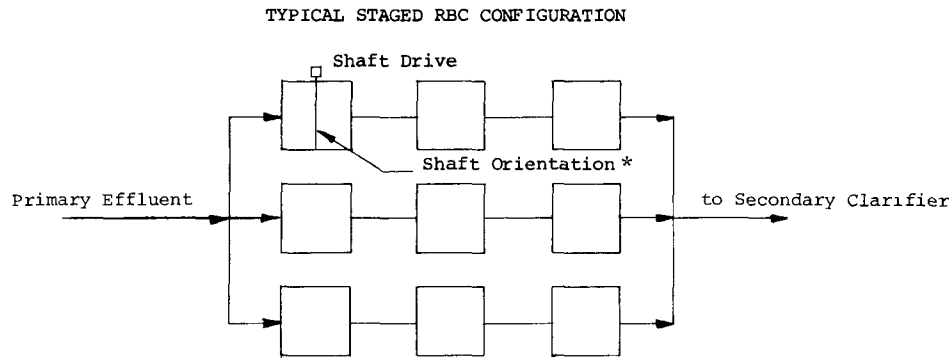 TYPICAL STAGED RBC CONFIGURATION
Shaft Drive
Shaft Orientation *
Primary Effluent
to Secondary Clarifier